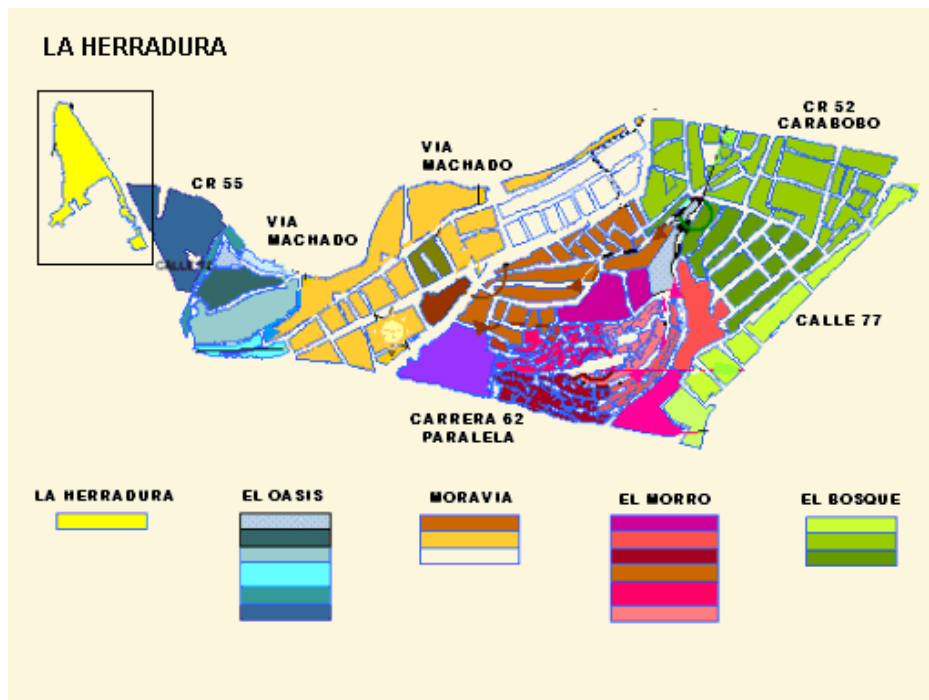 LA HERRADURA
CR 52
CARABOBO
VIA
MACHADO
CR 55
VIA
MACHADO
CALLE 77
CARRERA 62
PARALELA
LA HERRADURA
EL OASIS
MORAVIA
EL MORRO
EL BOSQUE